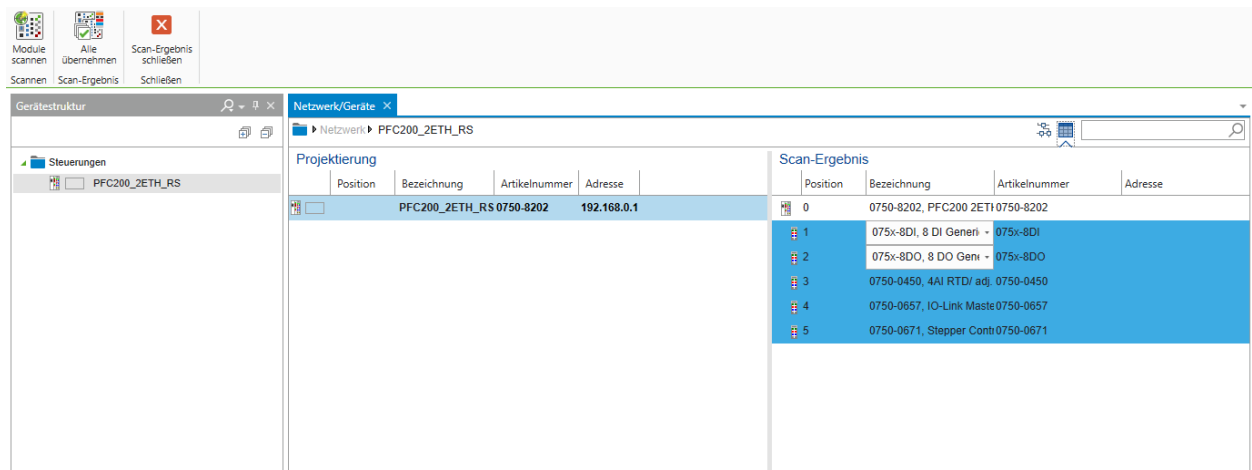 Module scannen
Alle übernehmen
Scan-Ergebnis schließen
Scannen
Scan-Ergebnis
Schließen
Gerätestruktur
Steuerungen
PFC200_2ETH_RS
Netzwerk/Geräte
Netzwerk PFC200_2ETH_RS
Projektierung
Position Bezeichnung Artikelnummer Adresse
PFC200_2ETH_RS 0750-8202 192.168.0.1
Scan-Ergebnis
Position Bezeichnung Artikelnummer Adresse
0 0750-8202, PFC200 2ETH 0750-8202
1 075x-8DI, 8 DI Generi 075x-8DI
2 075x-8DO, 8 DO Gene 075x-8DO
3 0750-0450, 4AI RTD/ adj. 0750-0450
4 0750-0657, IO-Link Maste 0750-0657
5 0750-0671, Stepper Contr 0750-0671